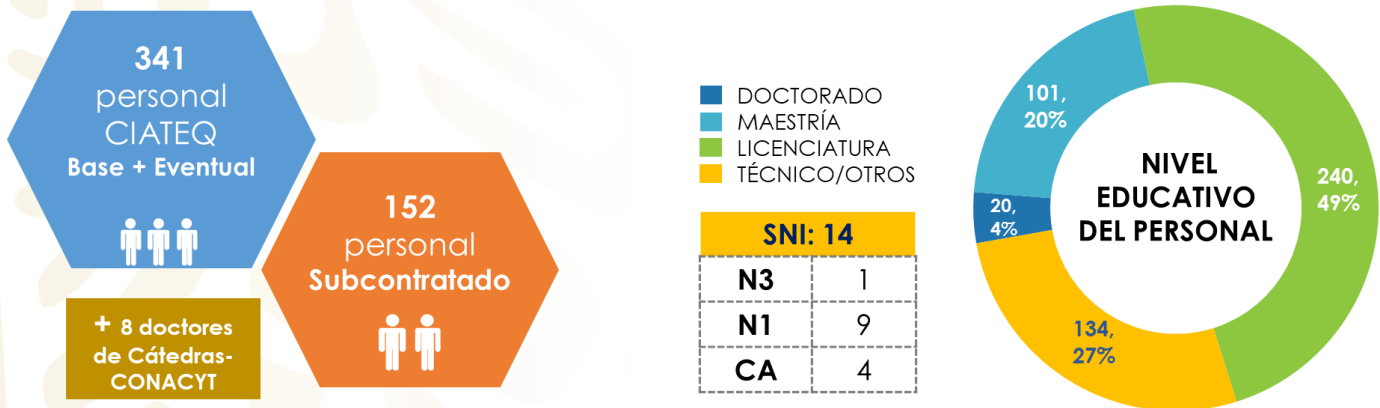 341
personal
CIATEQ
Base + Eventual
152
personal
Subcontratado
+ 8 doctores
de Cátedras-
CONACYT
DOCTORADO
MAESTRÍA
LICENCIATURA
TÉCNICO/OTROS
SNI: 14
N3 1
N1 9
CA 4
101,
20%
240,
49%
20,
4%
134,
27%
NIVEL
EDUCATIVO
DEL PERSONAL